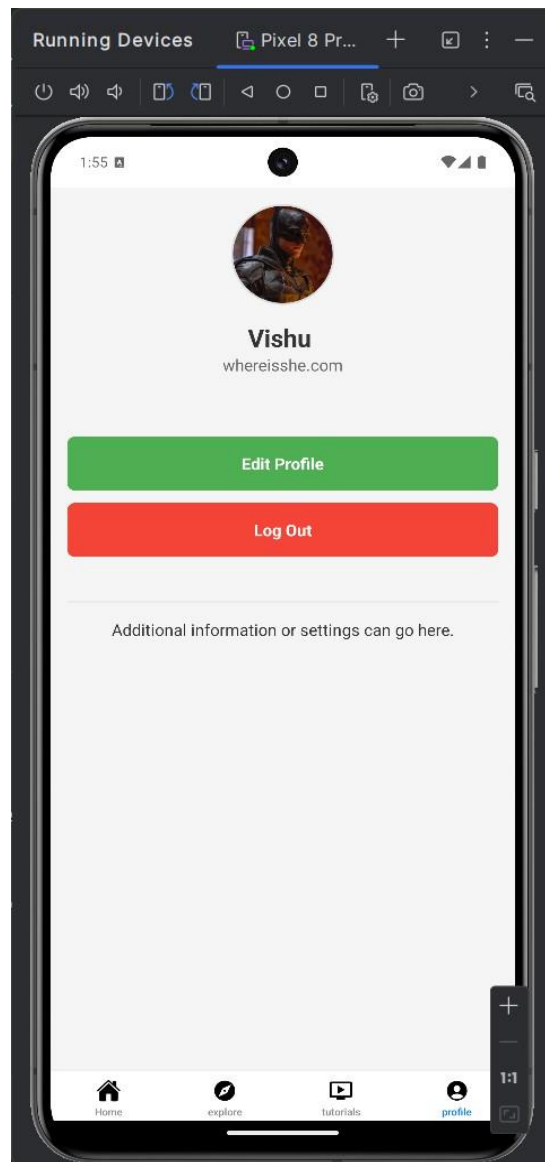 Running Devices Pixel 8 Pr...
1:55
Vishu
whereisshe.com
Edit Profile
Log Out
Additional information or settings can go here.
1:1
Home explore tutorials profile